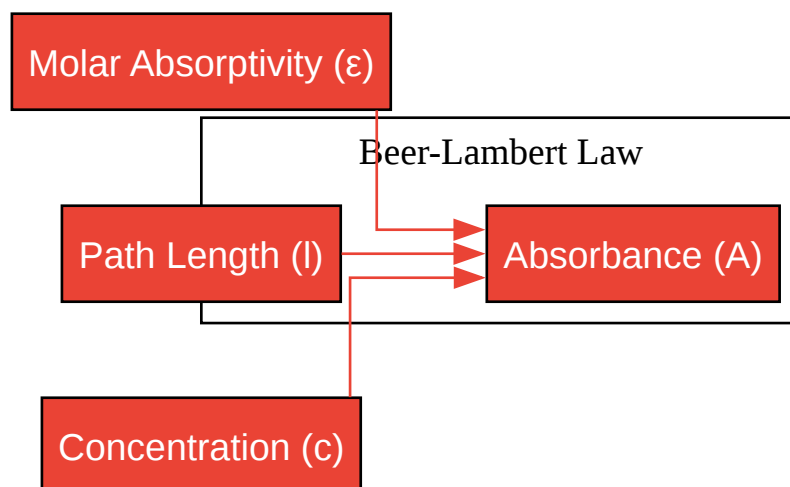 Molar Absorptivity (ε)
Beer-Lambert Law
Path Length (l)
Absorbance (A)
Concentration (c)